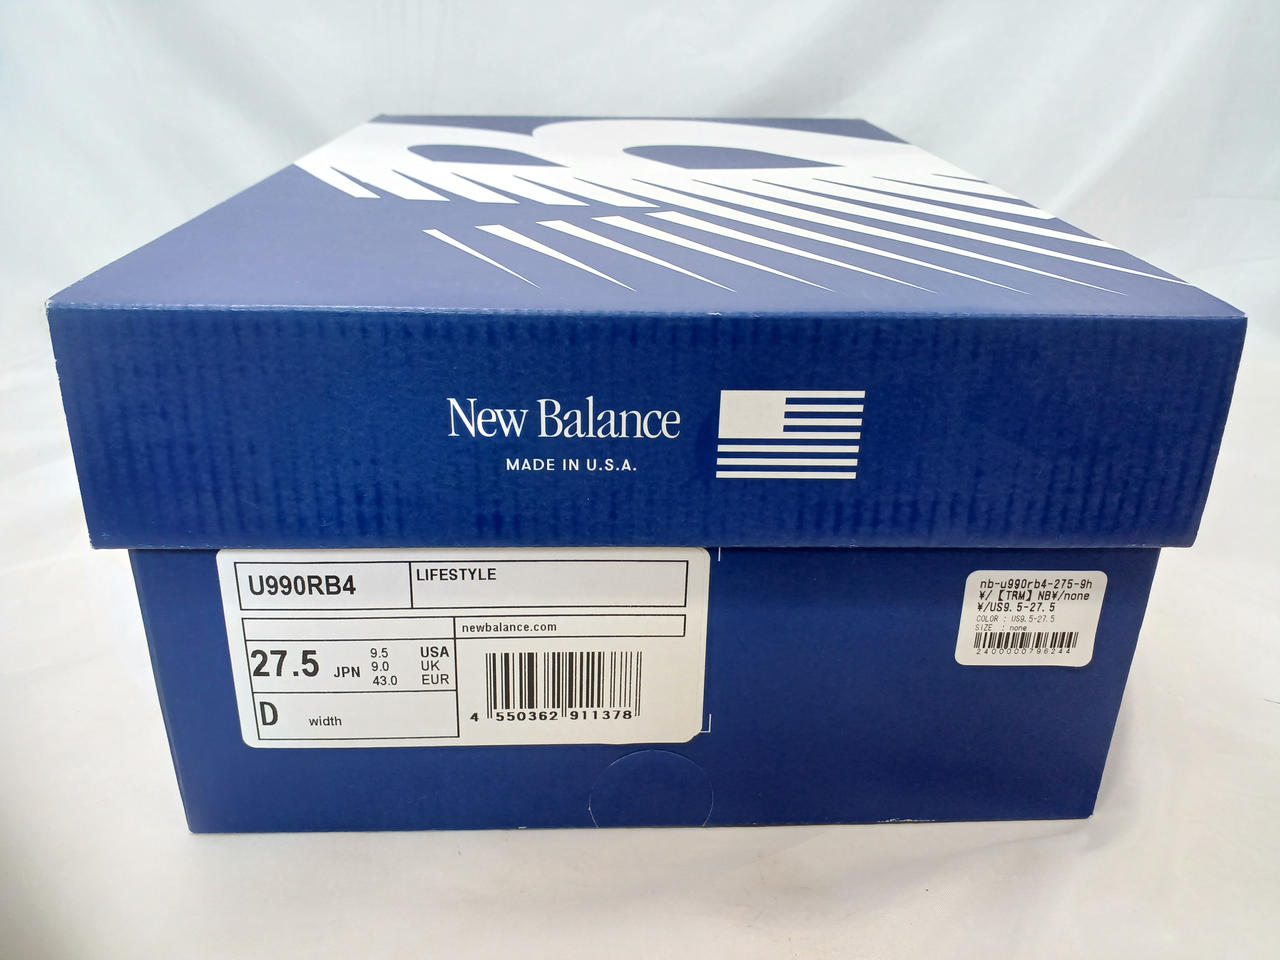 New Balance
MADE IN U.S.A.
U990RB4
LIFESTYLE
newbalance.com
27.5 JPN
9.5 USA
9.0 UK
43.0 EUR
D width
4 550362 911378
nb-u990rb4-275-9h
¥/【TRM】NB¥/none
¥/US9.5-27.5
COLOR : US9.5-27.5
SIZE : none
2400000796244